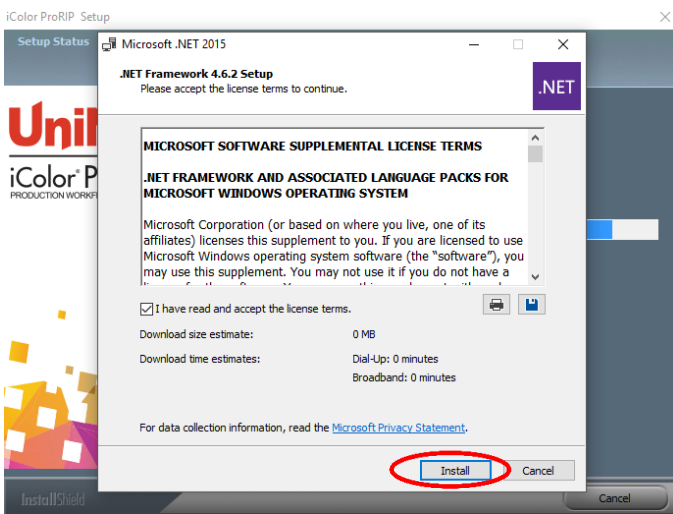 iColor ProRIP Setup
Setup Status
Microsoft .NET 2015
.NET Framework 4.6.2 Setup
Please accept the license terms to continue.
.NET
iColor P
MICROSOFT SOFTWARE SUPPLEMENTAL LICENSE TERMS
.NET FRAMEWORK AND ASSOCIATED LANGUAGE PACKS FOR
MICROSOFT WINDOWS OPERATING SYSTEM
Microsoft Corporation (or based on where you live, one of its
affiliates) licenses this supplement to you. If you are licensed to use
Microsoft Windows operating system software (the “software”), you
may use this supplement. You may not use it if you do not have a
I have read and accept the license terms.
Download size estimate: 0 MB
Download time estimates: Dial-Up: 0 minutes
Broadband: 0 minutes
For data collection information, read the Microsoft Privacy Statement.
Install Cancel
InstallShield
Cancel